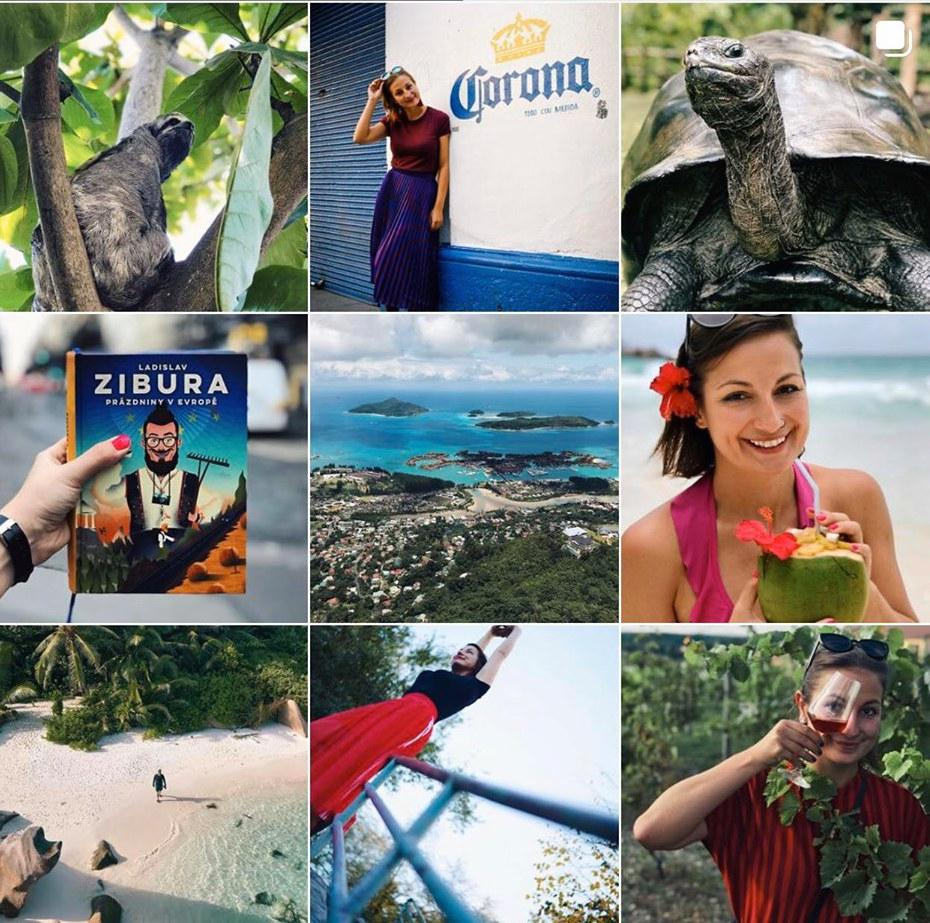 Corona®
LADISLAV
ZIBURA
PRÁZDNINY V EVROPĚ